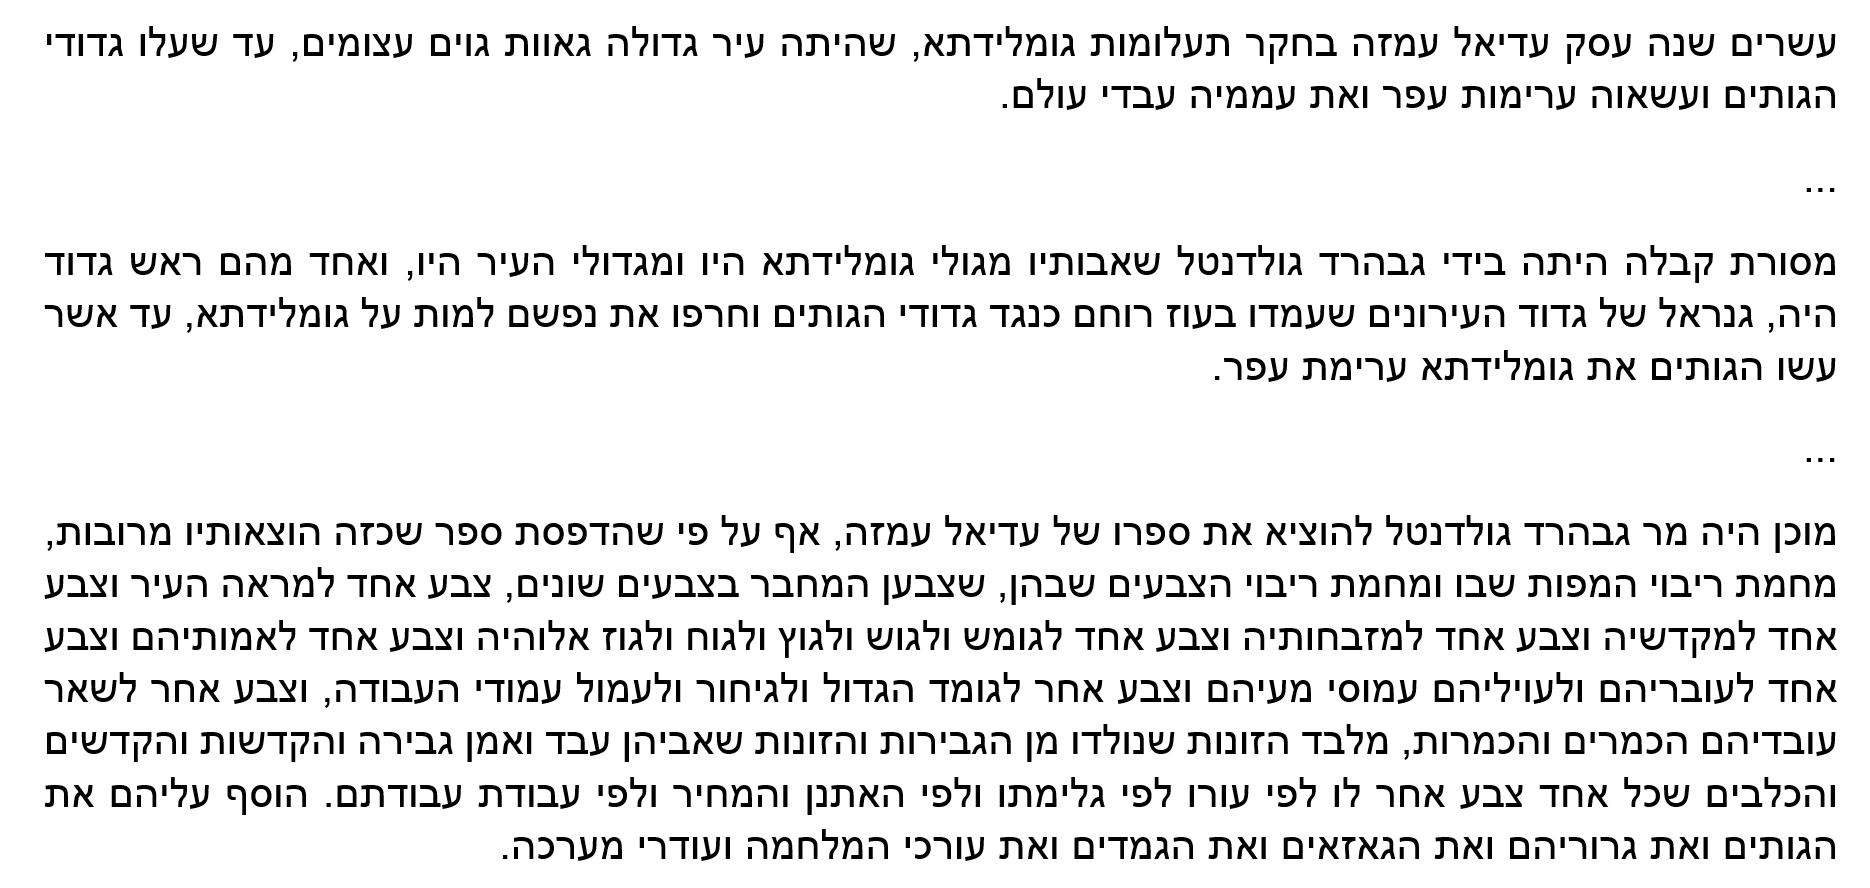 עשרים שנה עסק עדיאל עמזה בחקר תעלומות גומלידתא, שהיתה עיר גדולה גאוות גוים עצומים, עד שעלו גדודי
הגותים ועשאוה ערימות עפר ואת עממיה עבדי עולם.
...
מסורת קבלה היתה בידי גבהרד גולדנטל שאבותיו מגולי גומלידתא היו ומגדולי העיר היו, ואחד מהם ראש גדוד
היה, גנראל של גדוד העירונים שעמדו בעוז רוחם כנגד גדודי הגותים וחרפו את נפשם למות על גומלידתא, עד אשר
עשו הגותים את גומלידתא ערימת עפר.
...
מוכן היה מר גבהרד גולדנטל להוציא את ספרו של עדיאל עמזה, אף על פי שהדפסת ספר שכזה הוצאותיו מרובות,
מחמת ריבוי המפות שבו ומחמת ריבוי הצבעים שבהן, שצבען המחבר בצבעים שונים, צבע אחד למראה העיר וצבע
אחד למקדשיה וצבע אחד למזבחותיה וצבע אחד לגומש ולגוש ולגוץ ולגוח ולגוז אלוהיה וצבע אחד לאמותיהם וצבע
אחד לעובריהם ולעויליהם עמוסי מעיהם וצבע אחר לגומד הגדול ולגיחור ולעמול עמודי העבודה, וצבע אחר לשאר
עובדיהם הכמרים והכמרות, מלבד הזונות שנולדו מן הגבירות והזונות שאביהן עבד ואמן גבירה והקדשות והקדשים
והכלבים שכל אחד צבע אחר לו לפי עורו לפי גלימתו ולפי האתנן והמחיר ולפי עבודת עבודתם. הוסף עליהם את
הגותים ואת גרוריהם ואת הגאזאים ואת הגמדים ואת עורכי המלחמה ועודרי מערכה.